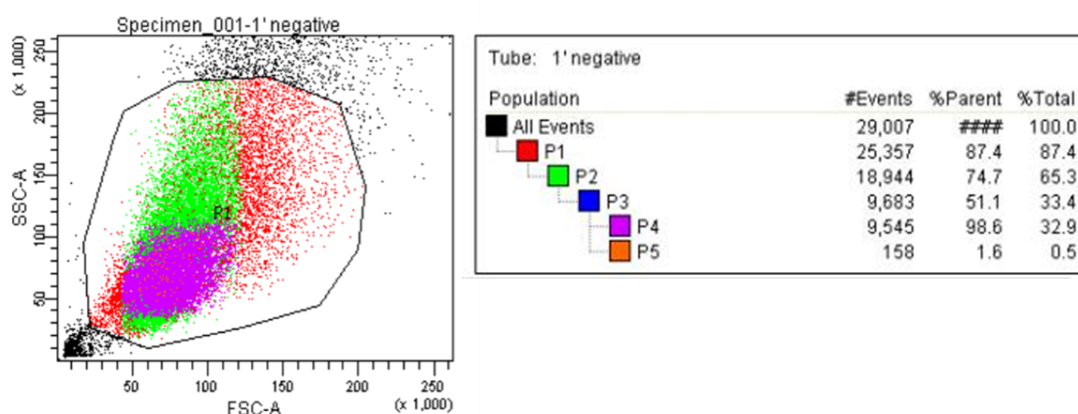 Specimen_001-1' negative
(x 1,000)
SSC-A
250
200
150
100
50
P1
50 100 150 200 250
FSC-A
(x 1,000)
Tube: 1' negative
Population #Events %Parent %Total
All Events 29,007 #### 100.0
P1 25,357 87.4 87.4
P2 18,944 74.7 65.3
P3 9,683 51.1 33.4
P4 9,545 98.6 32.9
P5 158 1.6 0.5